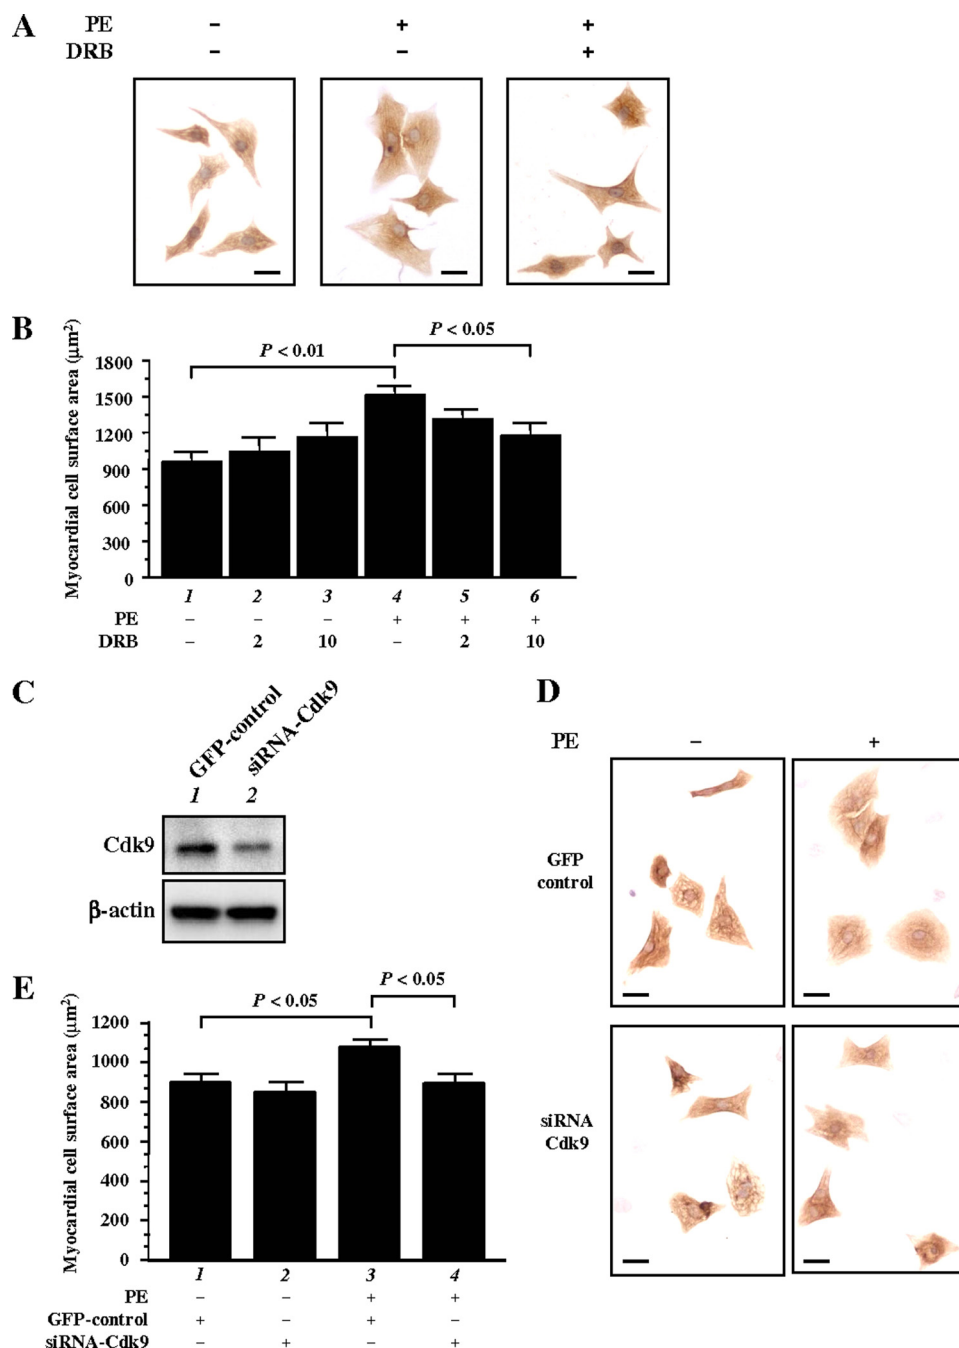 A
PE – + +
DRB – – +
B
P < 0.05
P < 0.01
Myocardial cell surface area (μm²)
1800
1500
1200
900
600
300
0
1 2 3 4 5 6
PE – – – + + +
DRB – 2 10 – 2 10
C
GFP-control
siRNA-Cdk9
1 2
Cdk9
β-actin
D
PE – +
GFP
control
siRNA
Cdk9
E
P < 0.05
P < 0.05
Myocardial cell surface area (μm²)
1200
1000
800
600
400
200
0
1 2 3 4
PE – – + +
GFP-control + – + –
siRNA-Cdk9 – + – +